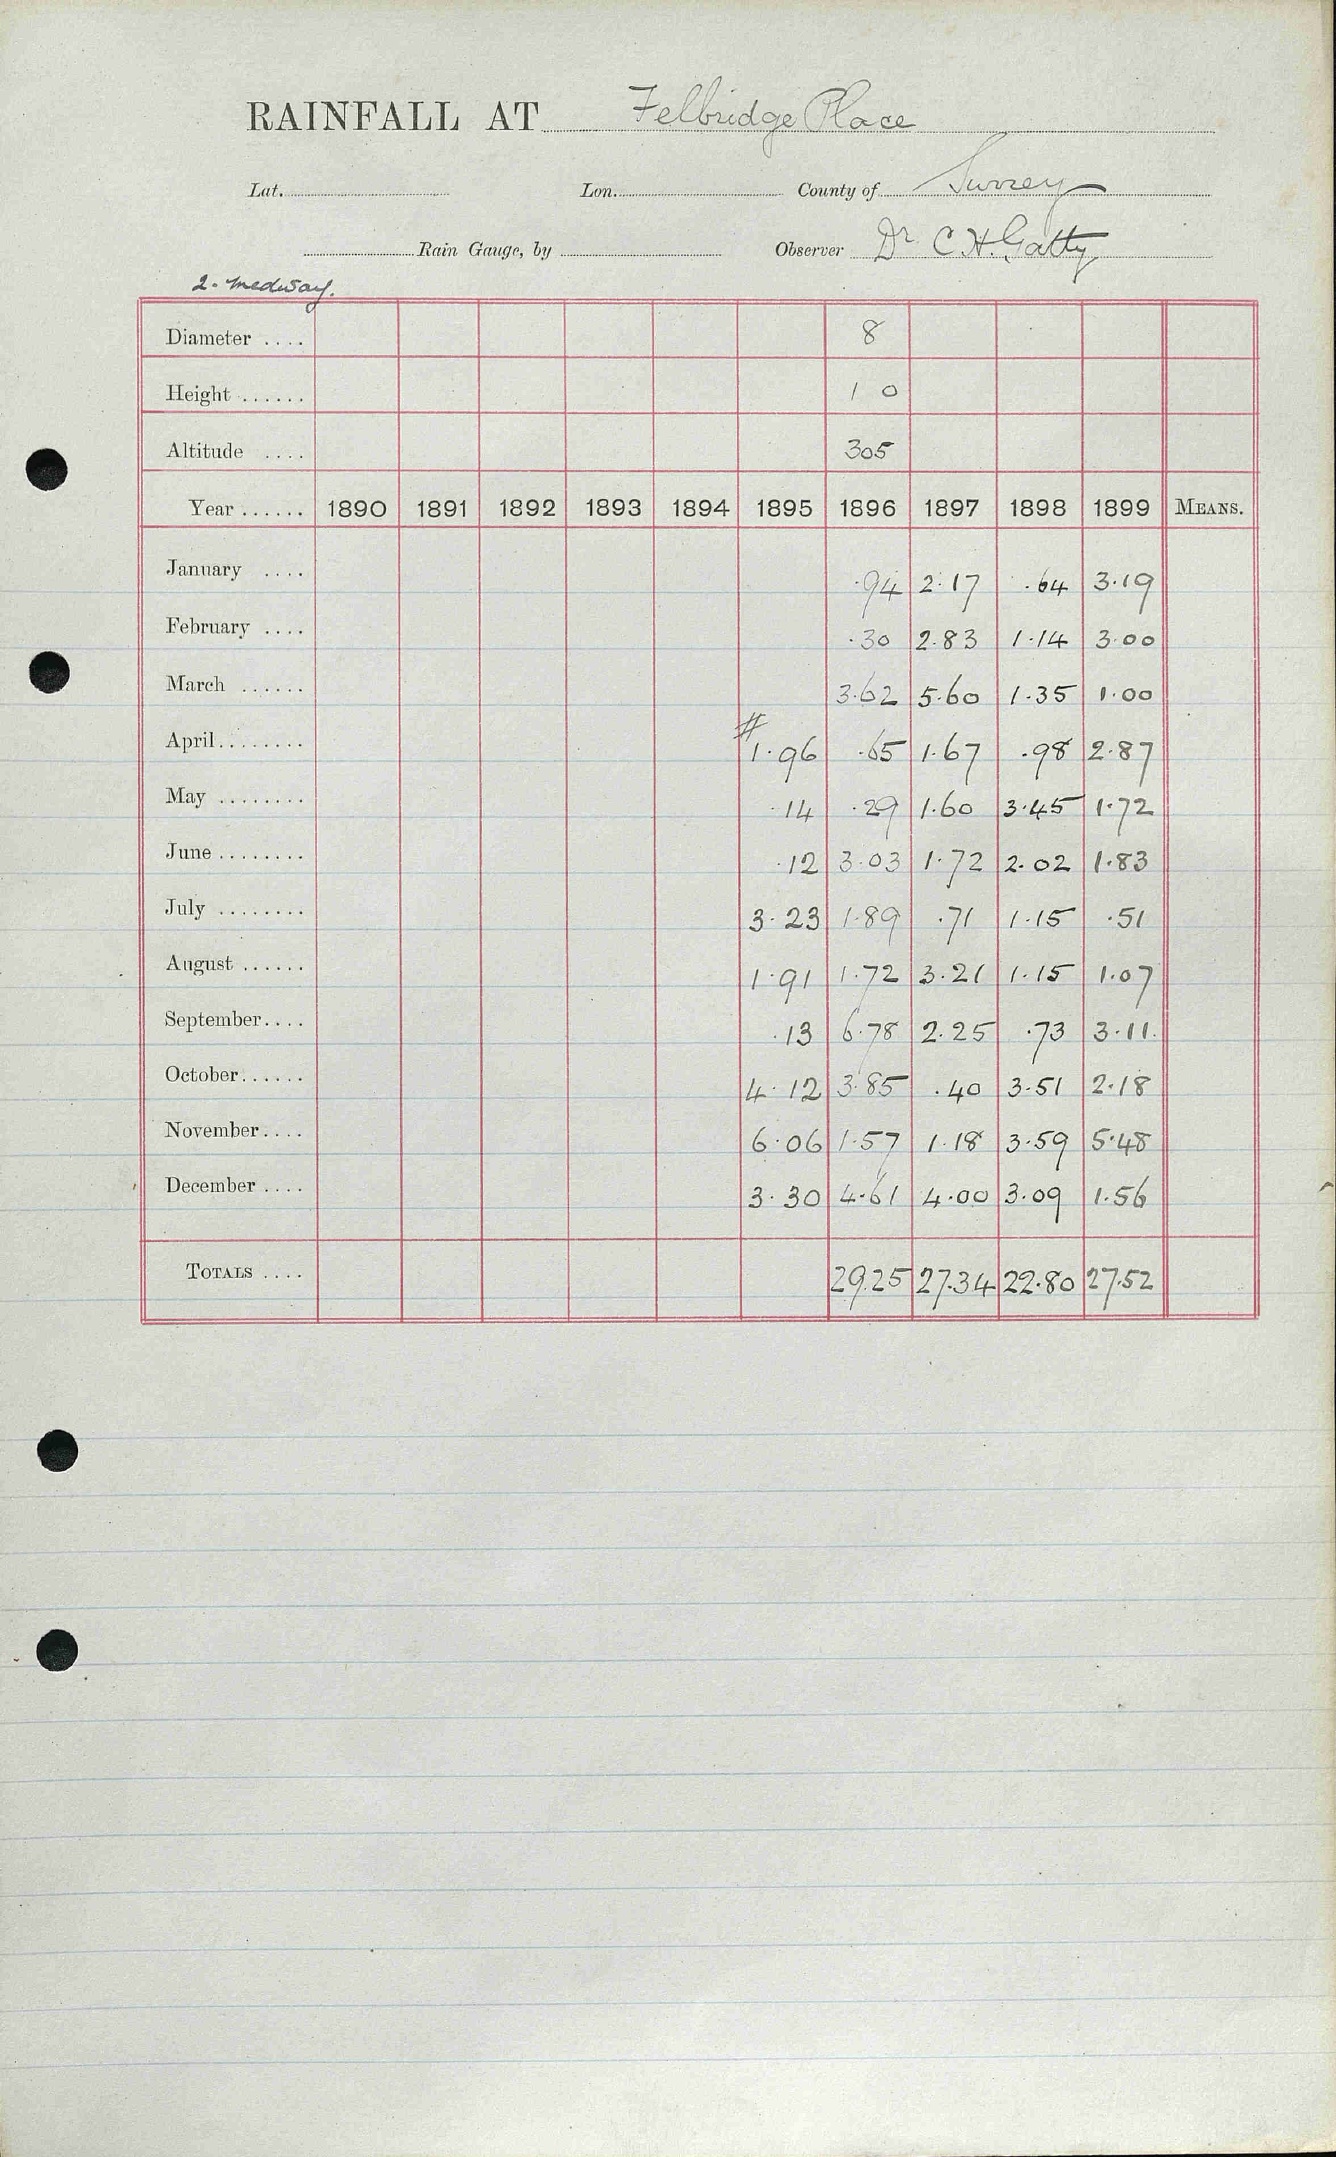 RAINFALL AT Felbridge Place
Lat. Lon. County of Surrey
Rain Gauge, by Observer Dr. C H. Gatty
2. Medway.
Diameter .... 8
Height ...... 1 0
Altitude .... 305
Year ...... 1890 1891 1892 1893 1894 1895 1896 1897 1898 1899 MEANS.
January .... .94 2.17 .64 3.19
February .... .30 2.83 1.14 3.00
March ...... 3.62 5.60 1.35 1.00
#
April ........ 1.96 .65 1.67 .98 2.87
May ........ .14 .29 1.60 3.45 1.72
June ........ .12 3.03 1.72 2.02 1.83
July ........ 3.23 1.89 .71 1.15 .51
August ...... 1.91 1.72 3.21 1.15 1.07
September .... .13 6.78 2.25 .73 3.11.
October ...... 4.12 3.85 .40 3.51 2.18
November .... 6.06 1.57 1.18 3.59 5.48
December .... 3.30 4.61 4.00 3.09 1.56
TOTALS .... 29.25 27.34 22.80 27.52